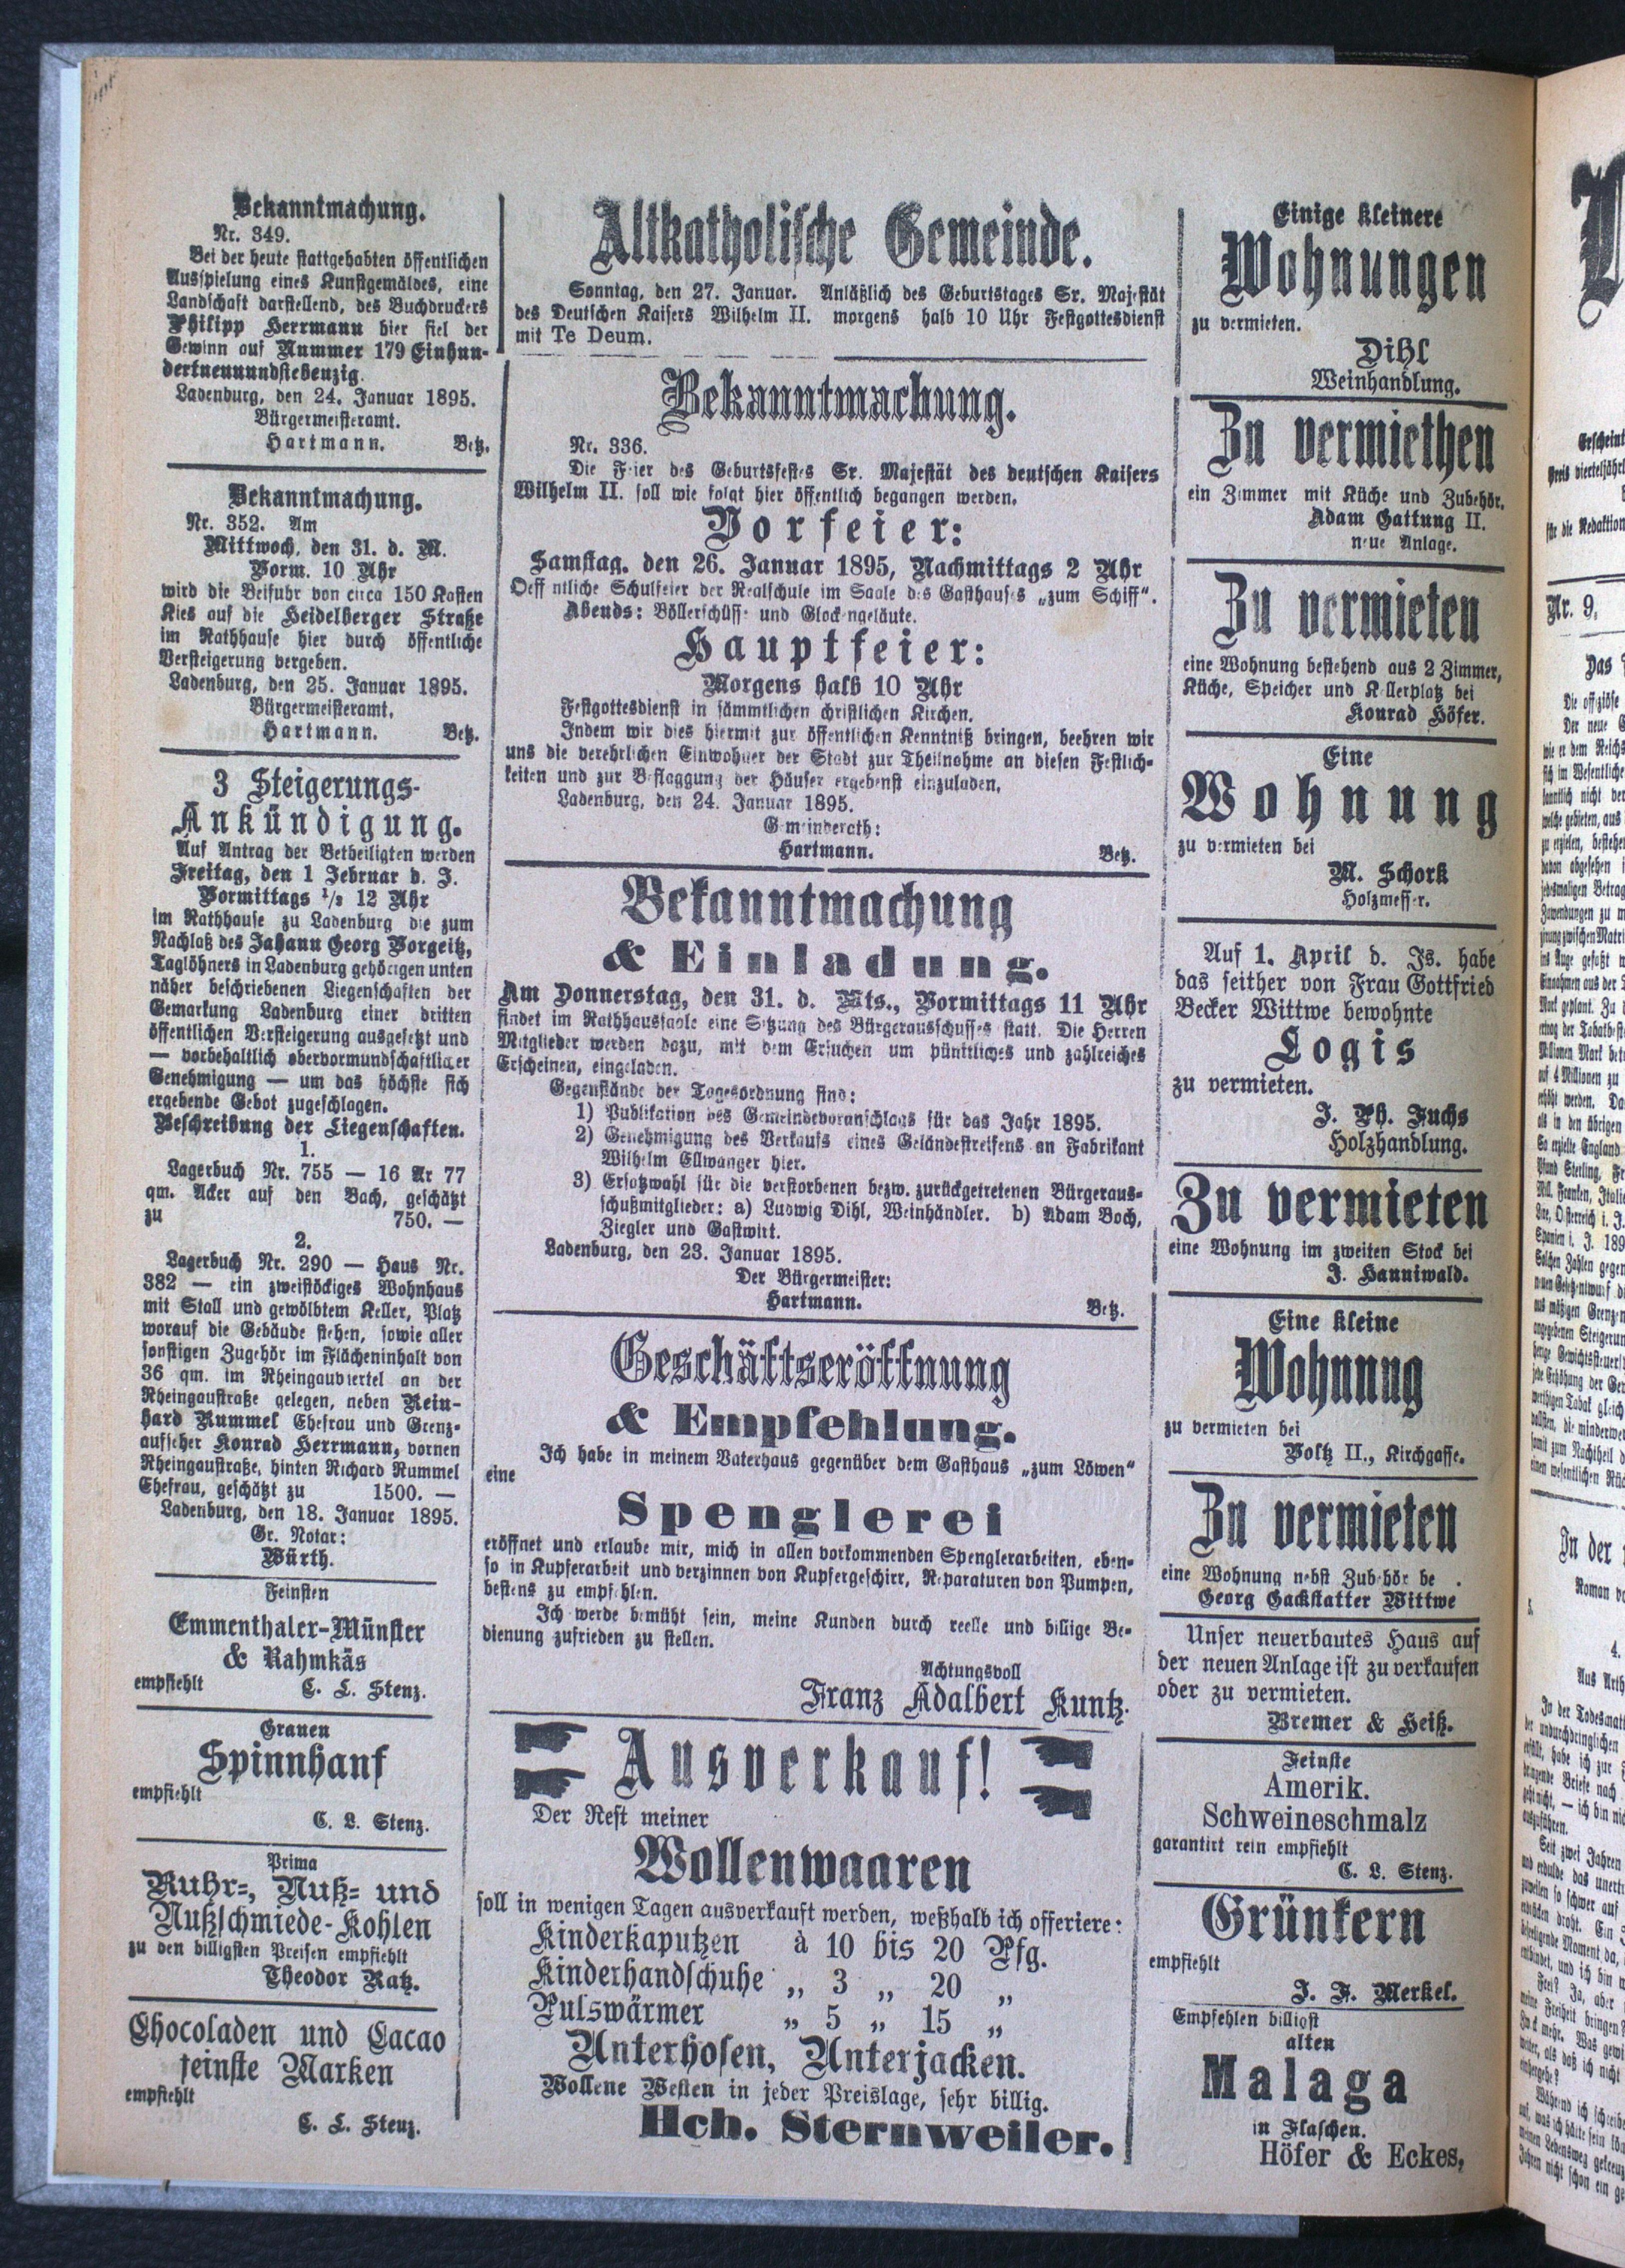 Bekanntmachung.
Nr. 349.
Bei der heute stattgehabten öffentlichen
Ausspielung eines Kunstgemäldes, eine
Landschaft darstellend, des Buchdruckers
Philipp Herrmann hier fiel der
Gewinn auf Nummer 179 Einhun-
dertneunundsiebenzig.
Ladenburg, den 24. Januar 1895.
Bürgermeisteramt.
Hartmann. Betz.
Bekanntmachung.
Nr. 352. Am
Mittwoch, den 31. d. M.
Vorm. 10 Uhr
wird die Beifuhr von circa 150 Kasten
Kies auf die Heidelberger Straße
im Rathhause hier durch öffentliche
Versteigerung vergeben.
Ladenburg, den 25. Januar 1895.
Bürgermeisteramt,
Hartmann. Betz.
3 Steigerungs-
Ankündigung.
Auf Antrag der Betheiligten werden
Freitag, den 1 Februar d. J.
Vormittags ½ 12 Uhr
im Rathhause zu Ladenburg die zum
Nachlaß des Johann Georg Vorgeitz,
Taglöhners in Ladenburg gehörigen unten
näher beschriebenen Liegenschaften der
Gemarkung Ladenburg einer dritten
öffentlichen Versteigerung ausgesetzt und
— vorbehaltlich obervormundschaftlicher
Genehmigung — um das höchste sich
ergebende Gebot zugeschlagen.
Beschreibung der Liegenschaften.
1.
Lagerbuch Nr. 755 — 16 Ar 77
qm. Acker auf den Bach, geschätzt
zu 750. —
2.
Lagerbuch Nr. 290 — Haus Nr.
382 — ein zweistöckiges Wohnhaus
mit Stall und gewölbtem Keller, Platz
worauf die Gebäude stehen, sowie aller
sonstigen Zugehör im Flächeninhalt von
36 qm. im Rheingauviertel an der
Rheingaustraße gelegen, neben Rein-
hard Rummel Ehefrau und Grenz-
aufseher Konrad Herrmann, vornen
Rheingaustraße, hinten Richard Rummel
Ehefrau, geschätzt zu 1500. —
Ladenburg, den 18. Januar 1895.
Gr. Notar:
Würth.
Feinsten
Emmenthaler-Münster
& Rahmkäs
empfiehlt C. L. Stenz.
Grauen
Spinnhanf
empfiehlt
C. L. Stenz.
Prima
Ruhr-, Nuß- und
Nußschmiede-Kohlen
zu den billigsten Preisen empfiehlt
Theodor Katz.
Chocoladen und Cacao
feinste Marken
empfiehlt
C. L. Stenz.
Altkatholische Gemeinde.
Sonntag, den 27. Januar. Anläßlich des Geburtstages Sr. Majestät
des Deutschen Kaisers Wilhelm II. morgens halb 10 Uhr Festgottesdienst
mit Te Deum.
Bekanntmachung.
Nr. 336.
Die Feier des Geburtsfestes Sr. Majestät des deutschen Kaisers
Wilhelm II. soll wie folgt hier öffentlich begangen werden.
Vorfeier:
Samstag, den 26. Januar 1895, Nachmittags 2 Uhr
Oeffentliche Schulfeier der Realschule im Saale des Gasthauses „zum Schiff".
Abends: Böllerschüsse und Glockengeläute.
Hauptfeier:
Morgens halb 10 Uhr
Festgottesdienst in sämmtlichen christlichen Kirchen.
Indem wir dies hiermit zur öffentlichen Kenntniß bringen, beehren wir
uns die verehrlichen Einwohner der Stadt zur Theilnahme an diesen Festlich-
keiten und zur Beflaggung der Häuser ergebenst einzuladen.
Ladenburg, den 24. Januar 1895.
Gemeinderath:
Hartmann. Betz.
Bekanntmachung
& Einladung.
Am Donnerstag, den 31. d. Mts., Vormittags 11 Uhr
findet im Rathhaussaale eine Sitzung des Bürgerausschusses statt. Die Herren
Mitglieder werden dazu, mit dem Ersuchen um pünktliches und zahlreiches
Erscheinen, eingeladen.
Gegenstände der Tagesordnung sind:
1) Publikation des Gemeindevoranschlags für das Jahr 1895.
2) Genehmigung des Verkaufs eines Geländestreifens an Fabrikant
Wilhelm Ellwanger hier.
3) Ersatzwahl für die verstorbenen bezw. zurückgetretenen Bürgeraus-
schußmitglieder: a) Ludwig Dihl, Weinhändler. b) Adam Boch,
Ziegler und Gastwirt.
Ladenburg, den 23. Januar 1895.
Der Bürgermeister:
Hartmann. Betz.
Geschäftseröffnung
& Empfehlung.
Ich habe in meinem Vaterhaus gegenüber dem Gasthaus „zum Löwen"
eine
Spenglerei
eröffnet und erlaube mir, mich in allen vorkommenden Spenglerarbeiten, eben-
so in Kupferarbeit und verzinnen von Kupfergeschirr, Reparaturen von Pumpen,
bestens zu empfehlen.
Ich werde bemüht sein, meine Kunden durch reelle und billige Be-
dienung zufrieden zu stellen.
Achtungsvoll
Franz Adalbert Kuntz.
Ausverkauf!
Der Rest meiner
Wollenwaaren
soll in wenigen Tagen ausverkauft werden, weßhalb ich offeriere:
Kinderkaputzen à 10 bis 20 Pfg.
Kinderhandschuhe „ 3 „ 20 „
Pulswärmer „ 5 „ 15 „
Unterhosen, Unterjacken.
Wollene Westen in jeder Preislage, sehr billig.
Hch. Sternweiler.
Einige kleinere
Wohnungen
zu vermieten.
Dihl
Weinhandlung.
Zu vermiethen
ein Zimmer mit Küche und Zubehör.
Adam Gattung II.
neue Anlage.
Zu vermieten
eine Wohnung bestehend aus 2 Zimmer,
Küche, Speicher und Kellerplatz bei
Konrad Höfer.
Eine
Wohnung
zu vermieten bei
M. Schork
Holzmesser.
Auf 1. April d. Js. habe
das seither von Frau Gottfried
Becker Wittwe bewohnte
Logis
zu vermieten.
J. Ph. Fuchs
Holzhandlung.
Zu vermieten
eine Wohnung im zweiten Stock bei
J. Hanniwald.
Eine kleine
Wohnung
zu vermieten bei
Voltz II., Kirchgasse.
Zu vermieten
eine Wohnung nebst Zubehör be .
Georg Gackstatter Wittwe
Unser neuerbautes Haus auf
der neuen Anlage ist zu verkaufen
oder zu vermieten.
Bremer & Heiß.
Feinste
Amerik.
Schweineschmalz
garantirt rein empfiehlt
C. L. Stenz.
Grünkern
empfiehlt
J. F. Merkel.
Empfehlen billigst
alten
Malaga
in Flaschen.
Höfer & Eckes,
Nr. 9.
In der
Roman
4.